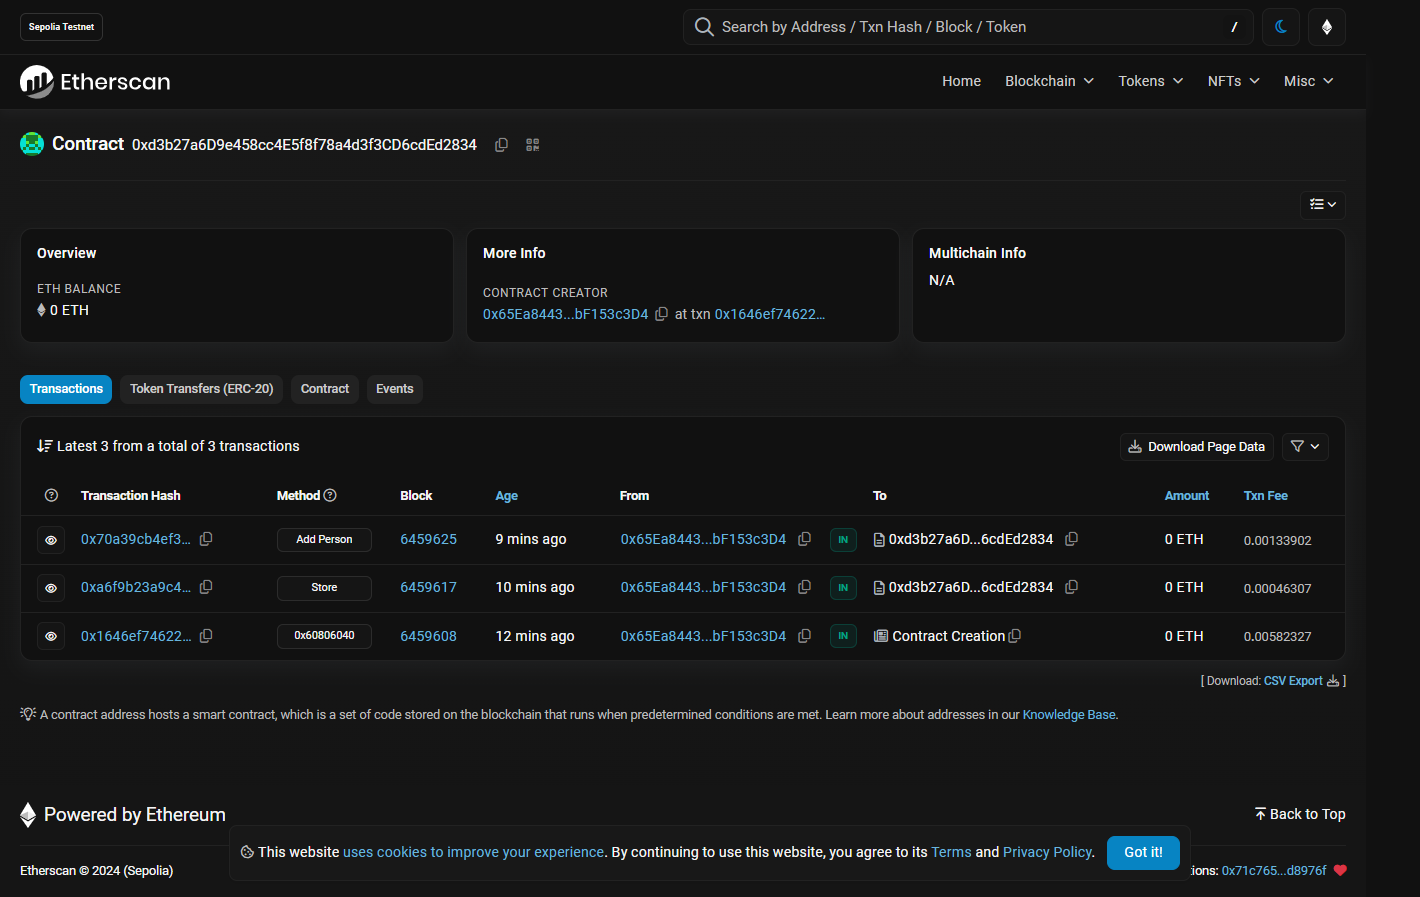 Sepolia Testnet
Search by Address / Txn Hash / Block / Token /
Etherscan
Home Blockchain Tokens NFTs Misc
Contract 0xd3b27a6D9e458cc4E5f8f78a4d3f3CD6cdEd2834
Overview
ETH BALANCE
0 ETH
More Info
CONTRACT CREATOR
0x65Ea8443...bF153c3D4 at txn 0x1646ef74622...
Multichain Info
N/A
Transactions Token Transfers (ERC-20) Contract Events
Latest 3 from a total of 3 transactions
Download Page Data
Transaction Hash Method Block Age From To Amount Txn Fee
0x70a39cb4ef3... Add Person 6459625 9 mins ago 0x65Ea8443...bF153c3D4 IN 0xd3b27a6D...6cdEd2834 0 ETH 0.00133902
0xa6f9b23a9c4... Store 6459617 10 mins ago 0x65Ea8443...bF153c3D4 IN 0xd3b27a6D...6cdEd2834 0 ETH 0.00046307
0x1646ef74622... 0x60806040 6459608 12 mins ago 0x65Ea8443...bF153c3D4 IN Contract Creation 0 ETH 0.00582327
[ Download: CSV Export ]
A contract address hosts a smart contract, which is a set of code stored on the blockchain that runs when predetermined conditions are met. Learn more about addresses in our Knowledge Base.
Powered by Ethereum
Back to Top
This website uses cookies to improve your experience. By continuing to use this website, you agree to its Terms and Privacy Policy. Got it!
Etherscan © 2024 (Sepolia)
tions: 0x71c765...d8976f